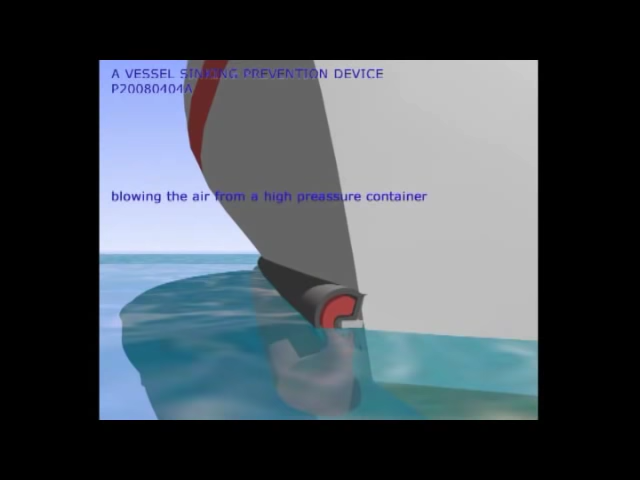 A VESSEL SINKING PREVENTION DEVICE
P20080404A
blowing the air from a high preassure container